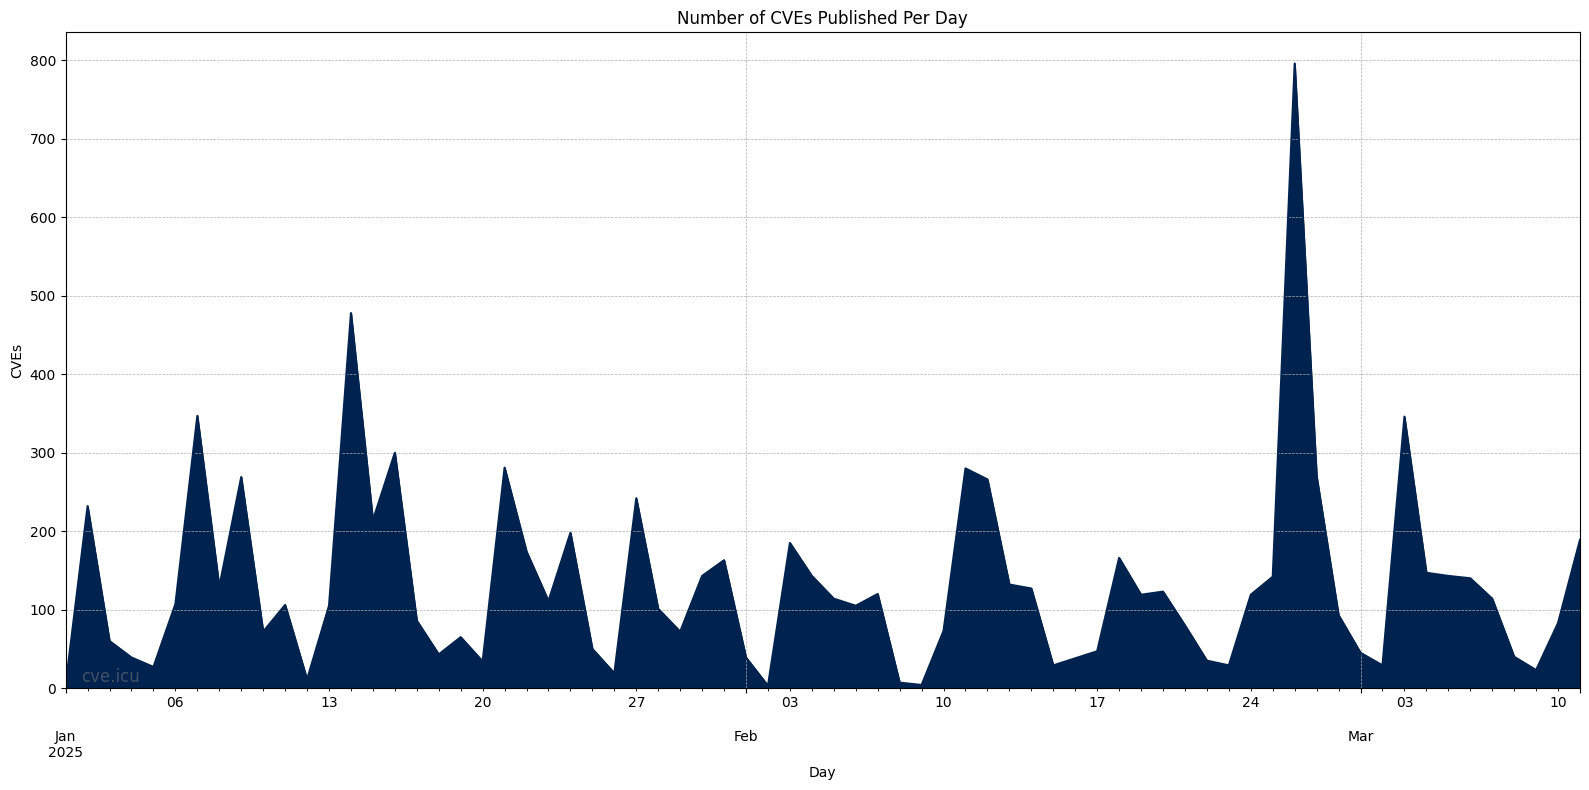 Number of CVEs Published Per Day
800
700
600
500
400
300
200
100
0
CVEs
cve.icu
06 13 20 27 03 10 17 24 03 10
Jan Feb Mar
2025
Day